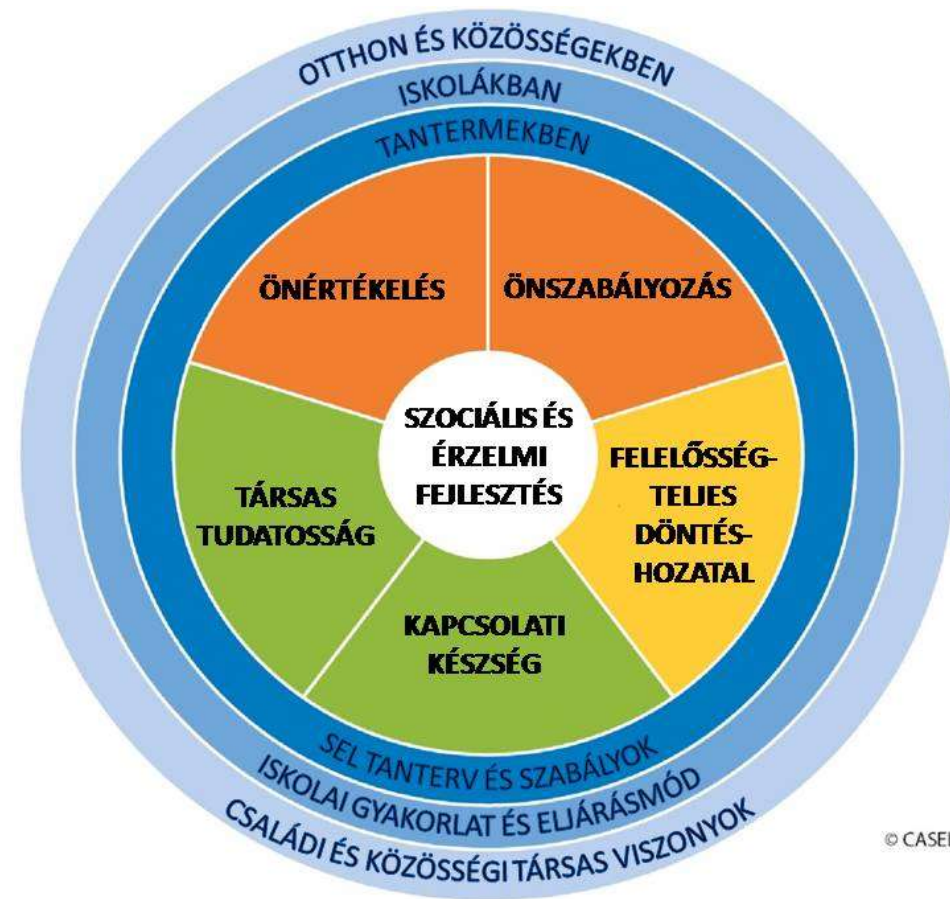 OTTHON ÉS KÖZÖSSÉGEKBEN
ISKOLÁKBAN
TANTERMEKBEN
ÖNÉRTÉKELÉS
ÖNSZABÁLYOZÁS
SZOCIÁLIS ÉS
ÉRZELMI
FEJLESZTÉS
TÁRSAS
TUDATOSSÁG
FELELŐSSÉG-
TELJES
DÖNTÉS-
HOZATAL
KAPCSOLATI
KÉSZSÉG
SEL TANTERV ÉS SZABÁLYOK
ISKOLAI GYAKORLAT ÉS ELJÁRÁSMÓD
CSALÁDI ÉS KÖZÖSSÉGI TÁRSAS VISZONYOK
©